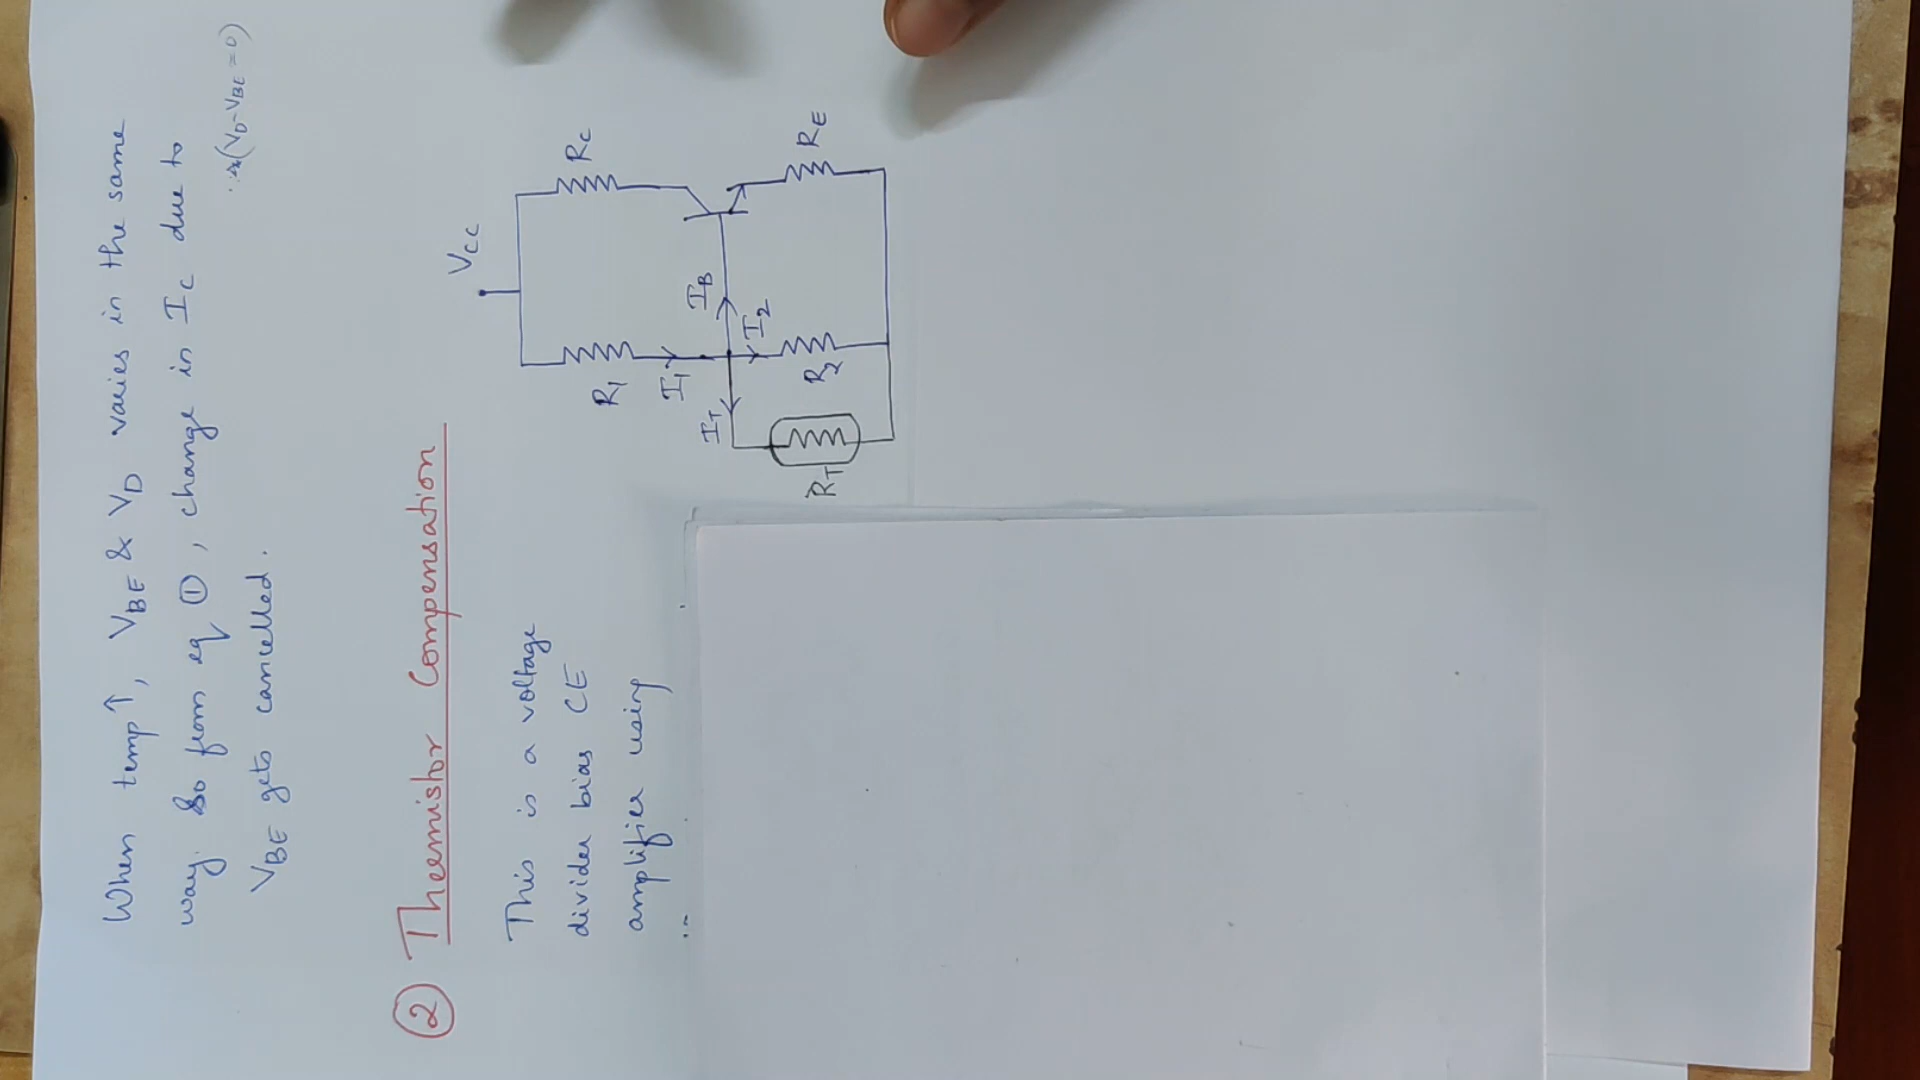 When temp↑, VBE & VD varies in the same
way. So from eq ①, change in IC due to
VBE gets cancelled.
(VD-VBE=0)
② Thermistor Compensation
This is a voltage
divider bias CE
amplifier using
VCC
R1
RC
I1
IB
IT
I2
RT
R2
RE